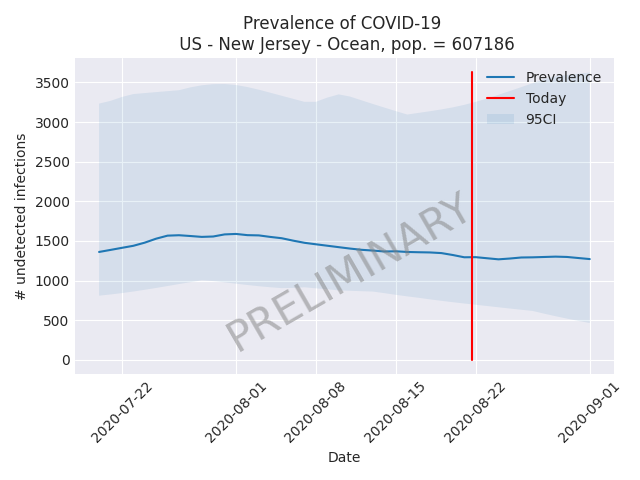 Prevalence of COVID-19
US - New Jersey - Ocean, pop. = 607186
Prevalence
Today
95CI
3500
3000
2500
2000
1500
1000
500
0
# undetected infections
PRELIMINARY
2020-07-22
2020-08-01
2020-08-08
2020-08-15
2020-08-22
2020-09-01
Date